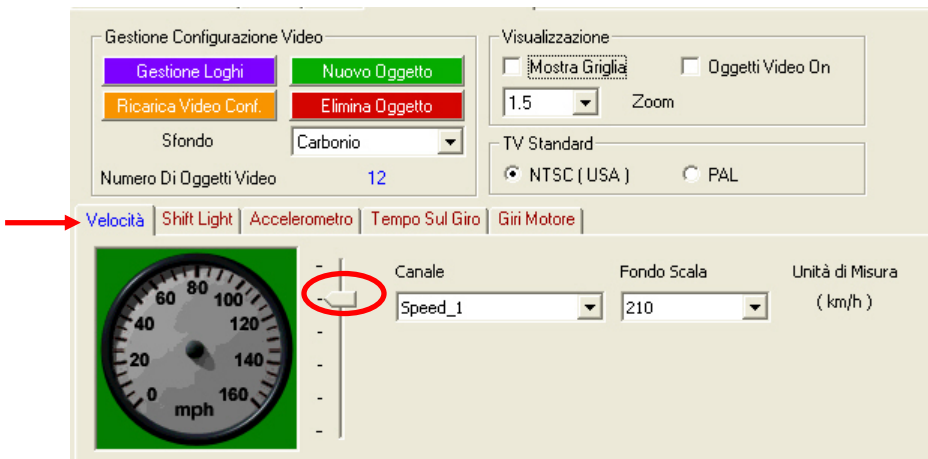 Gestione Configurazione Video
Gestione Loghi
Nuovo Oggetto
Ricarica Video Conf.
Elimina Oggetto
Sfondo
Carbonio
Numero Di Oggetti Video
12
Visualizzazione
Mostra Griglia
Oggetti Video On
1.5
Zoom
TV Standard
NTSC ( USA )
PAL
Velocità
Shift Light
Accelerometro
Tempo Sul Giro
Giri Motore
0
20
40
60
80
100
120
140
160
mph
Canale
Speed_1
Fondo Scala
210
Unità di Misura
( km/h )